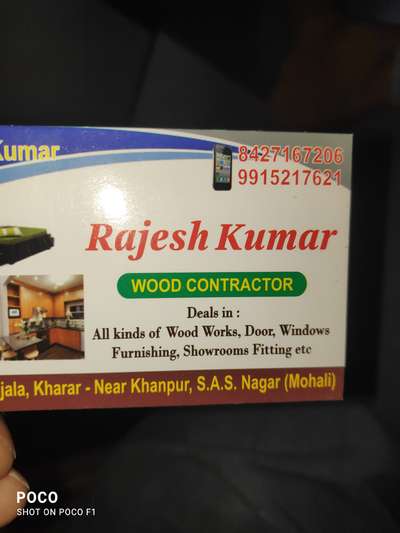 Kumar
8427167206
9915217621
Rajesh Kumar
WOOD CONTRACTOR
Deals in :
All kinds of Wood Works, Door, Windows
Furnishing, Showrooms Fitting etc
jala, Kharar - Near Khanpur, S.A.S. Nagar (Mohali)
POCO
SHOT ON POCO F1